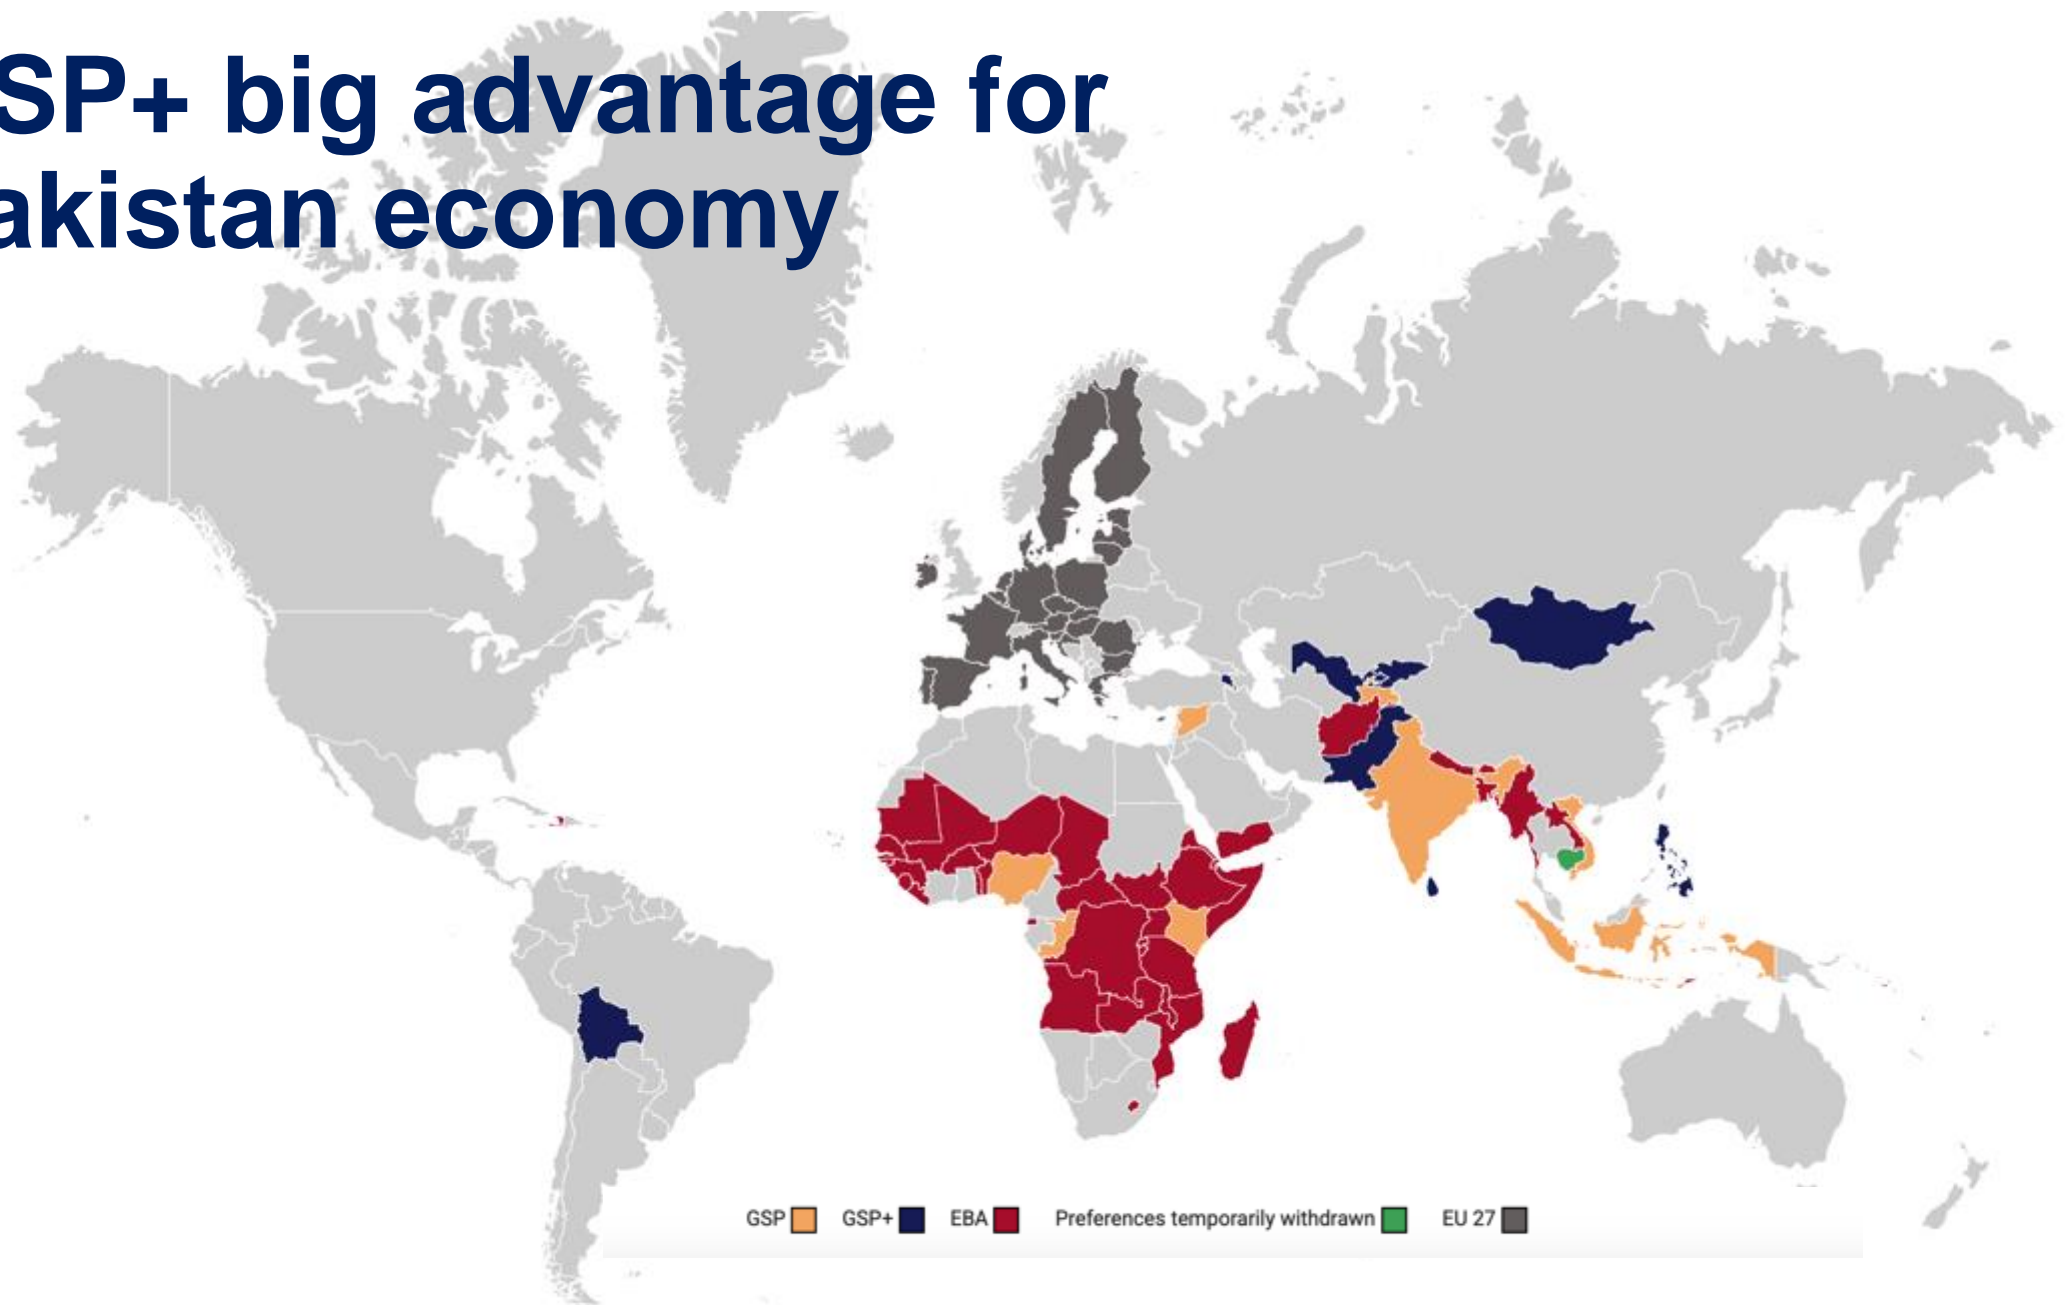 SP+ big advantage for
akistan economy
GSP GSP+ EBA Preferences temporarily withdrawn EU 27